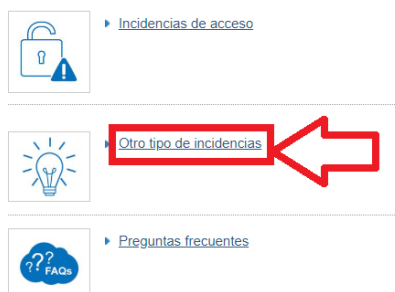 Incidencias de acceso
Otro tipo de incidencias
Preguntas frecuentes
???
FAQs